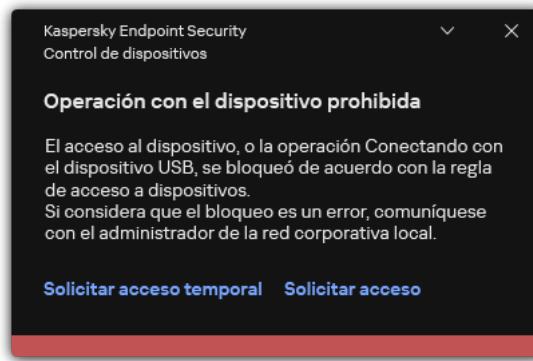 Kaspersky Endpoint Security
Control de dispositivos
Operación con el dispositivo prohibida
El acceso al dispositivo, o la operación Conectando con
el dispositivo USB, se bloqueó de acuerdo con la regla
de acceso a dispositivos.
Si considera que el bloqueo es un error, comuníquese
con el administrador de la red corporativa local.
Solicitar acceso temporal Solicitar acceso